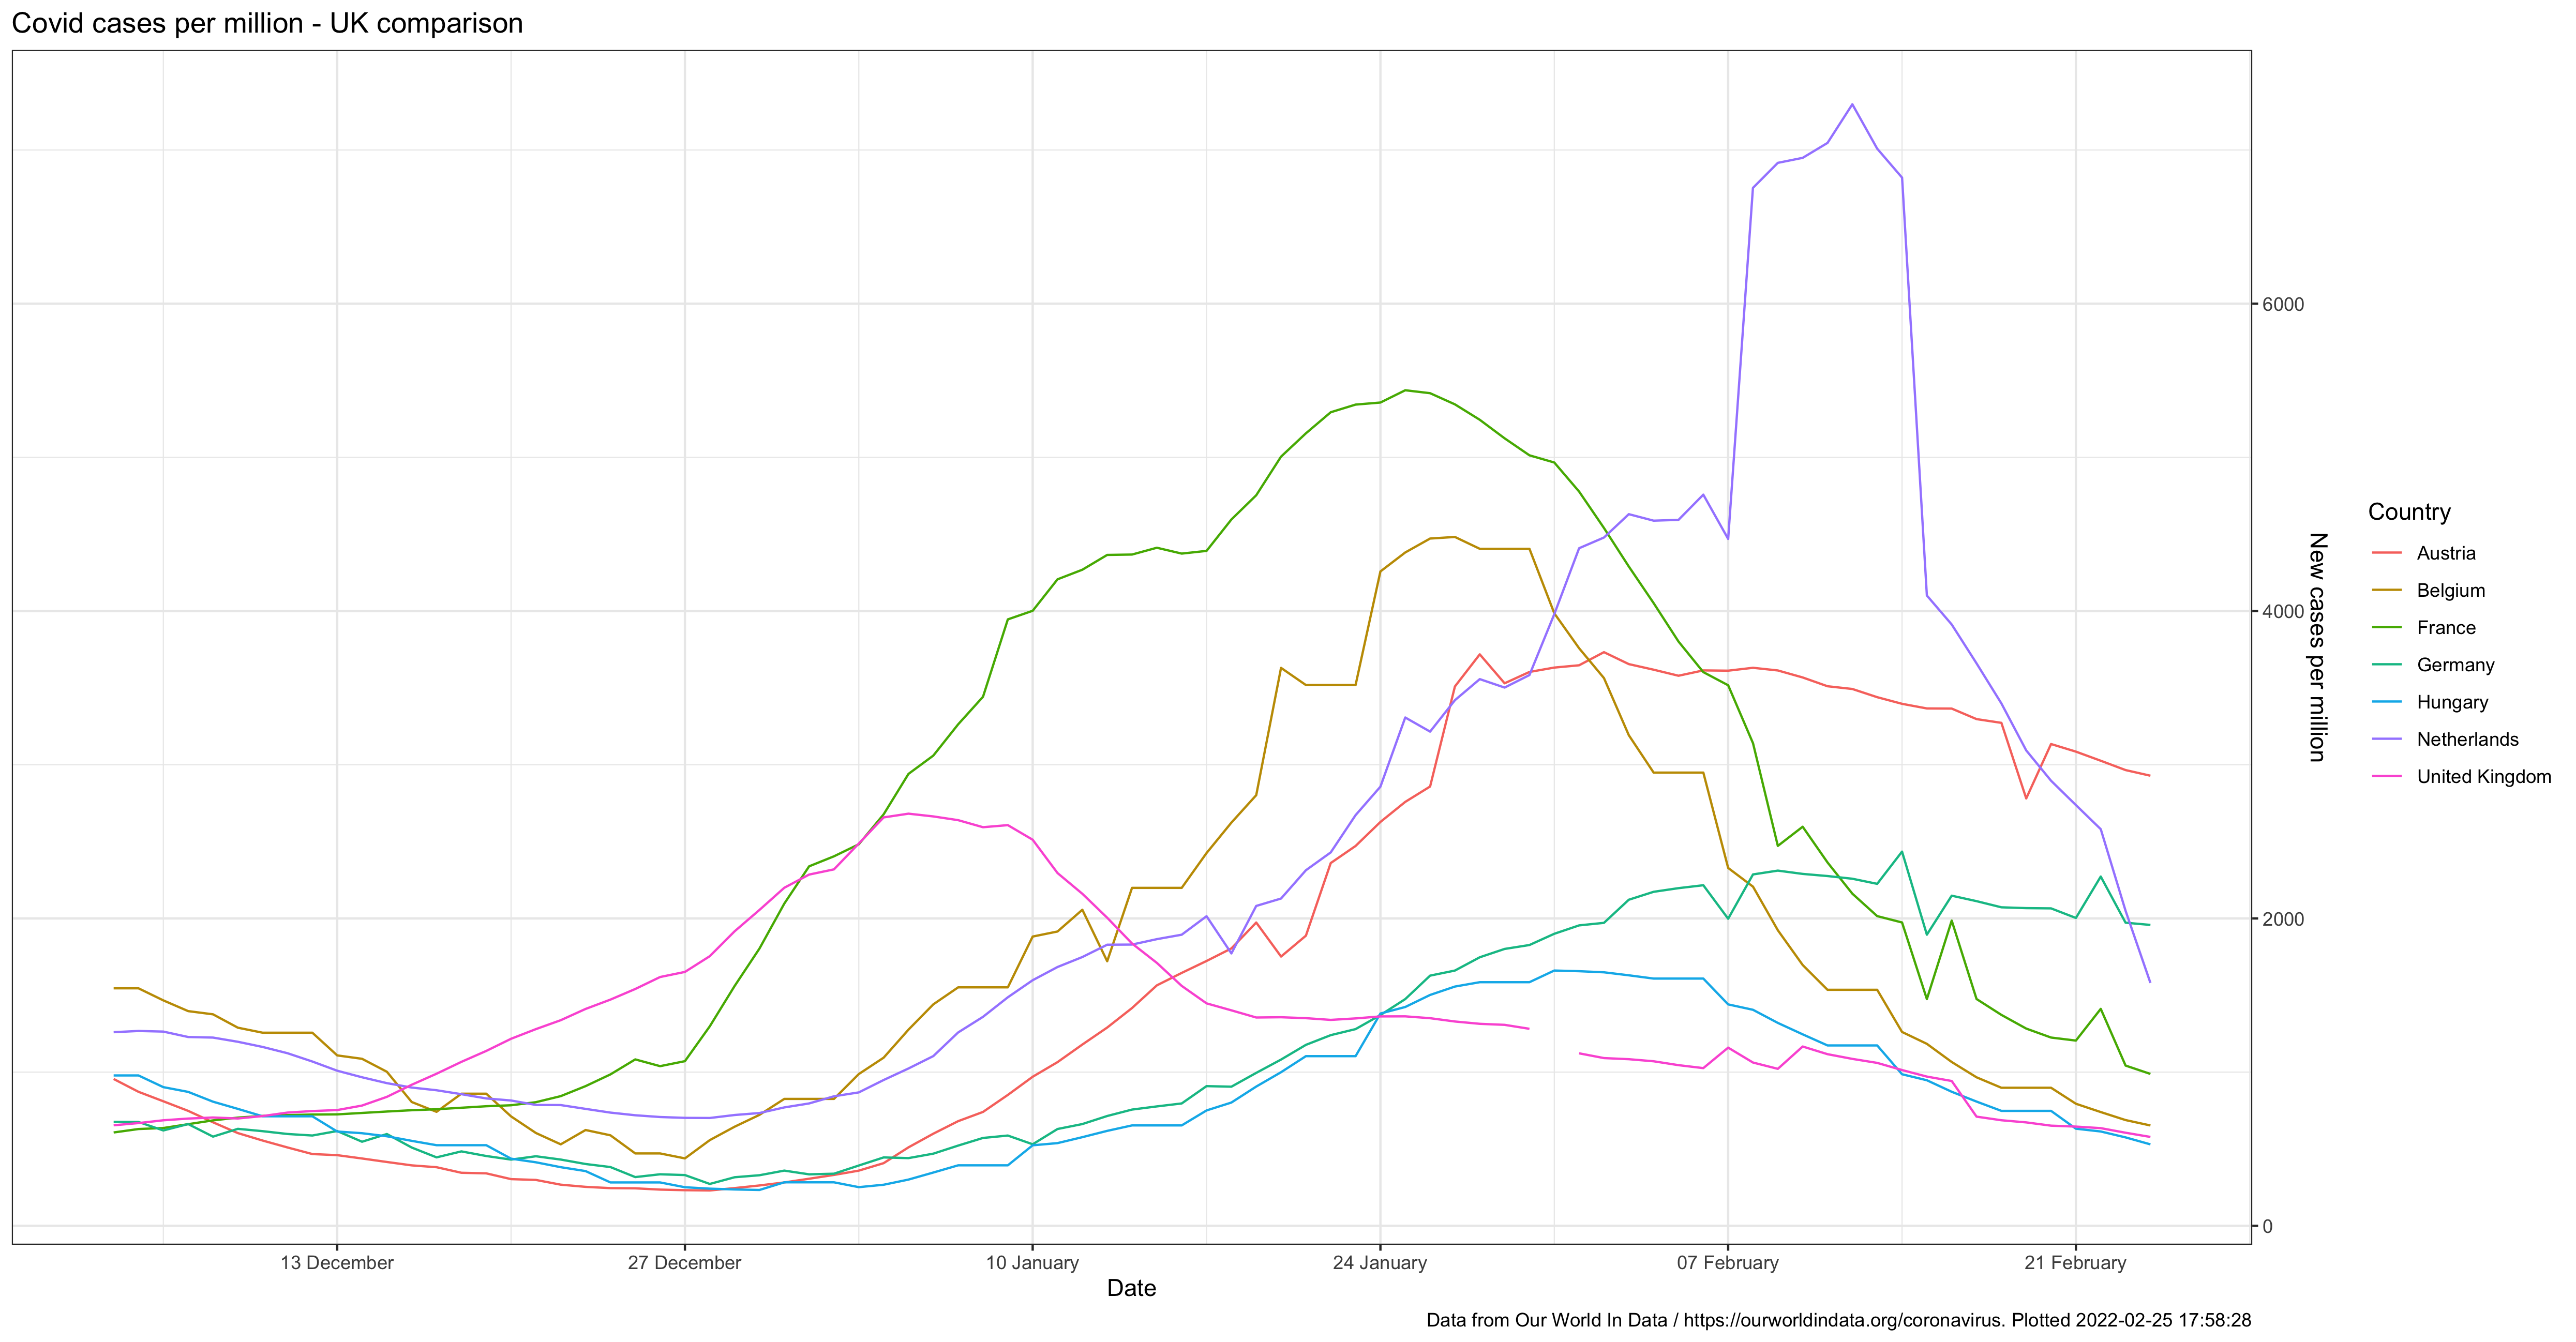 Covid cases per million - UK comparison
6000
4000
2000
0
New cases per million
13 December
27 December
10 January
24 January
07 February
21 February
Date
Country
Austria
Belgium
France
Germany
Hungary
Netherlands
United Kingdom
Data from Our World In Data / https://ourworldindata.org/coronavirus. Plotted 2022-02-25 17:58:28